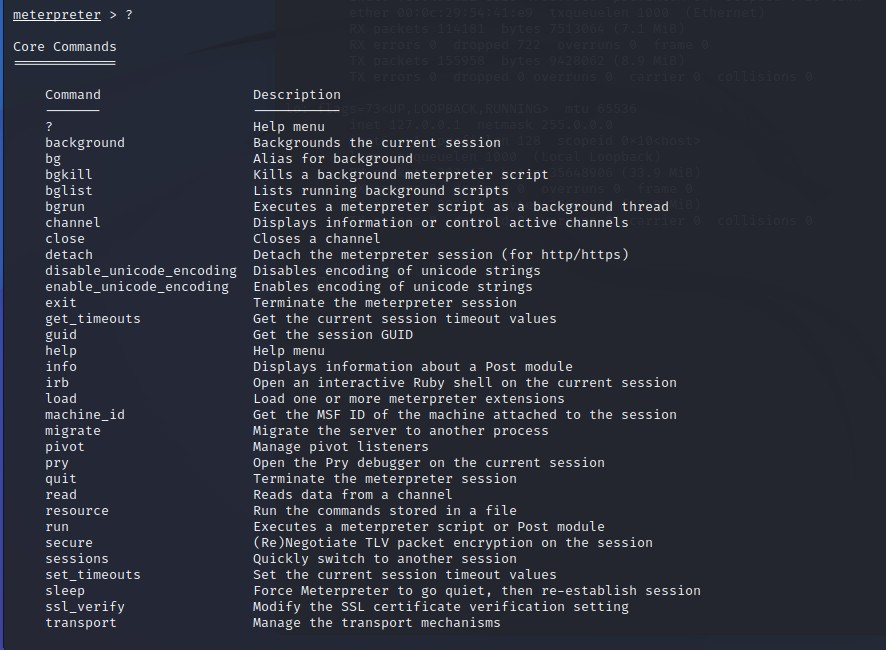 meterpreter > ?
Core Commands
Command Description
? Help menu
background Backgrounds the current session
bg Alias for background
bgkill Kills a background meterpreter script
bglist Lists running background scripts
bgrun Executes a meterpreter script as a background thread
channel Displays information or control active channels
close Closes a channel
detach Detach the meterpreter session (for http/https)
disable_unicode_encoding Disables encoding of unicode strings
enable_unicode_encoding Enables encoding of unicode strings
exit Terminate the meterpreter session
get_timeouts Get the current session timeout values
guid Get the session GUID
help Help menu
info Displays information about a Post module
irb Open an interactive Ruby shell on the current session
load Load one or more meterpreter extensions
machine_id Get the MSF ID of the machine attached to the session
migrate Migrate the server to another process
pivot Manage pivot listeners
pry Open the Pry debugger on the current session
quit Terminate the meterpreter session
read Reads data from a channel
resource Run the commands stored in a file
run Executes a meterpreter script or Post module
secure (Re)Negotiate TLV packet encryption on the session
sessions Quickly switch to another session
set_timeouts Set the current session timeout values
sleep Force Meterpreter to go quiet, then re-establish session
ssl_verify Modify the SSL certificate verification setting
transport Manage the transport mechanisms